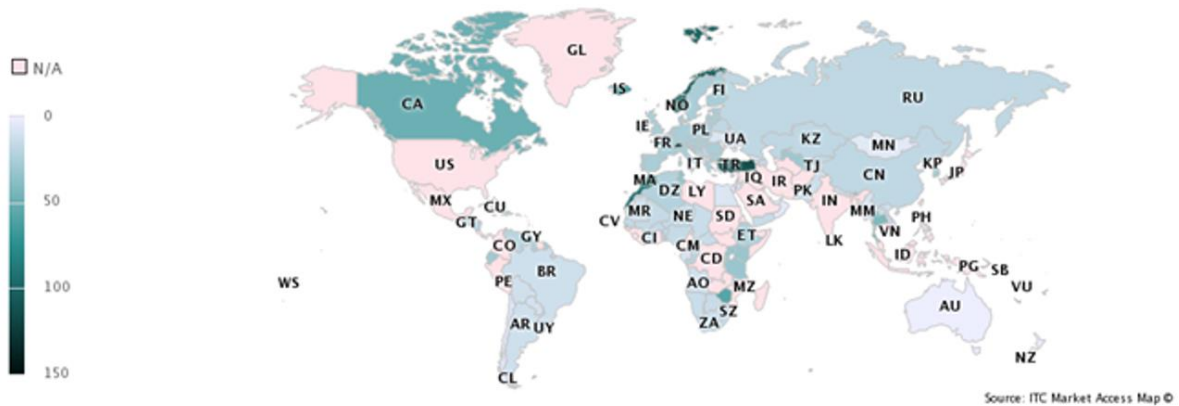 GL
N/A
IS
FI
CA
NO
RU
0
IE
PL
FR
UA
KZ
MN
US
IT
TR
TJ
KP
JP
CN
MA
DZ
LY
IQ
IR
PK
50
MX
CU
SA
IN
CV
MR
NE
SD
MM
PH
GT
GY
CI
ET
VN
CO
CM
LK
CD
ID
BR
PG
SB
WS
PE
AO
MZ
VU
100
SZ
AU
AR
UY
ZA
NZ
150
CL
Source: ITC Market Access Map ©